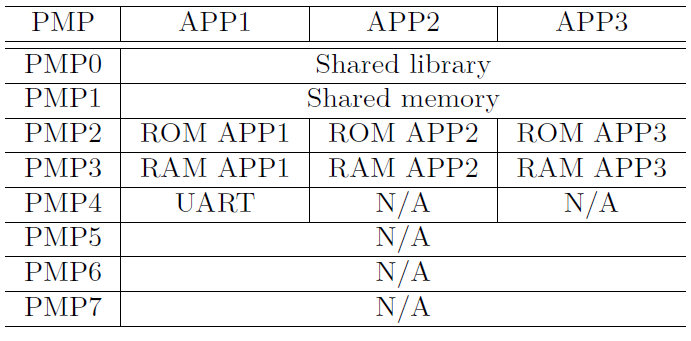 PMP APP1 APP2 APP3
PMP0 Shared library
PMP1 Shared memory
PMP2 ROM APP1 ROM APP2 ROM APP3
PMP3 RAM APP1 RAM APP2 RAM APP3
PMP4 UART N/A N/A
PMP5 N/A
PMP6 N/A
PMP7 N/A